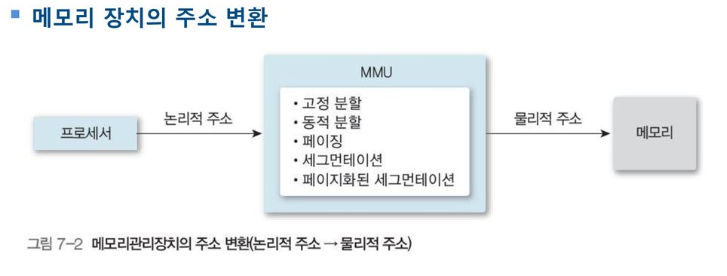 ▪ 메모리 장치의 주소 변환
MMU
프로세서
논리적 주소
• 고정 분할
• 동적 분할
• 페이징
• 세그먼테이션
• 페이지화된 세그먼테이션
물리적 주소
메모리
그림 7-2 메모리관리장치의 주소 변환(논리적 주소 → 물리적 주소)